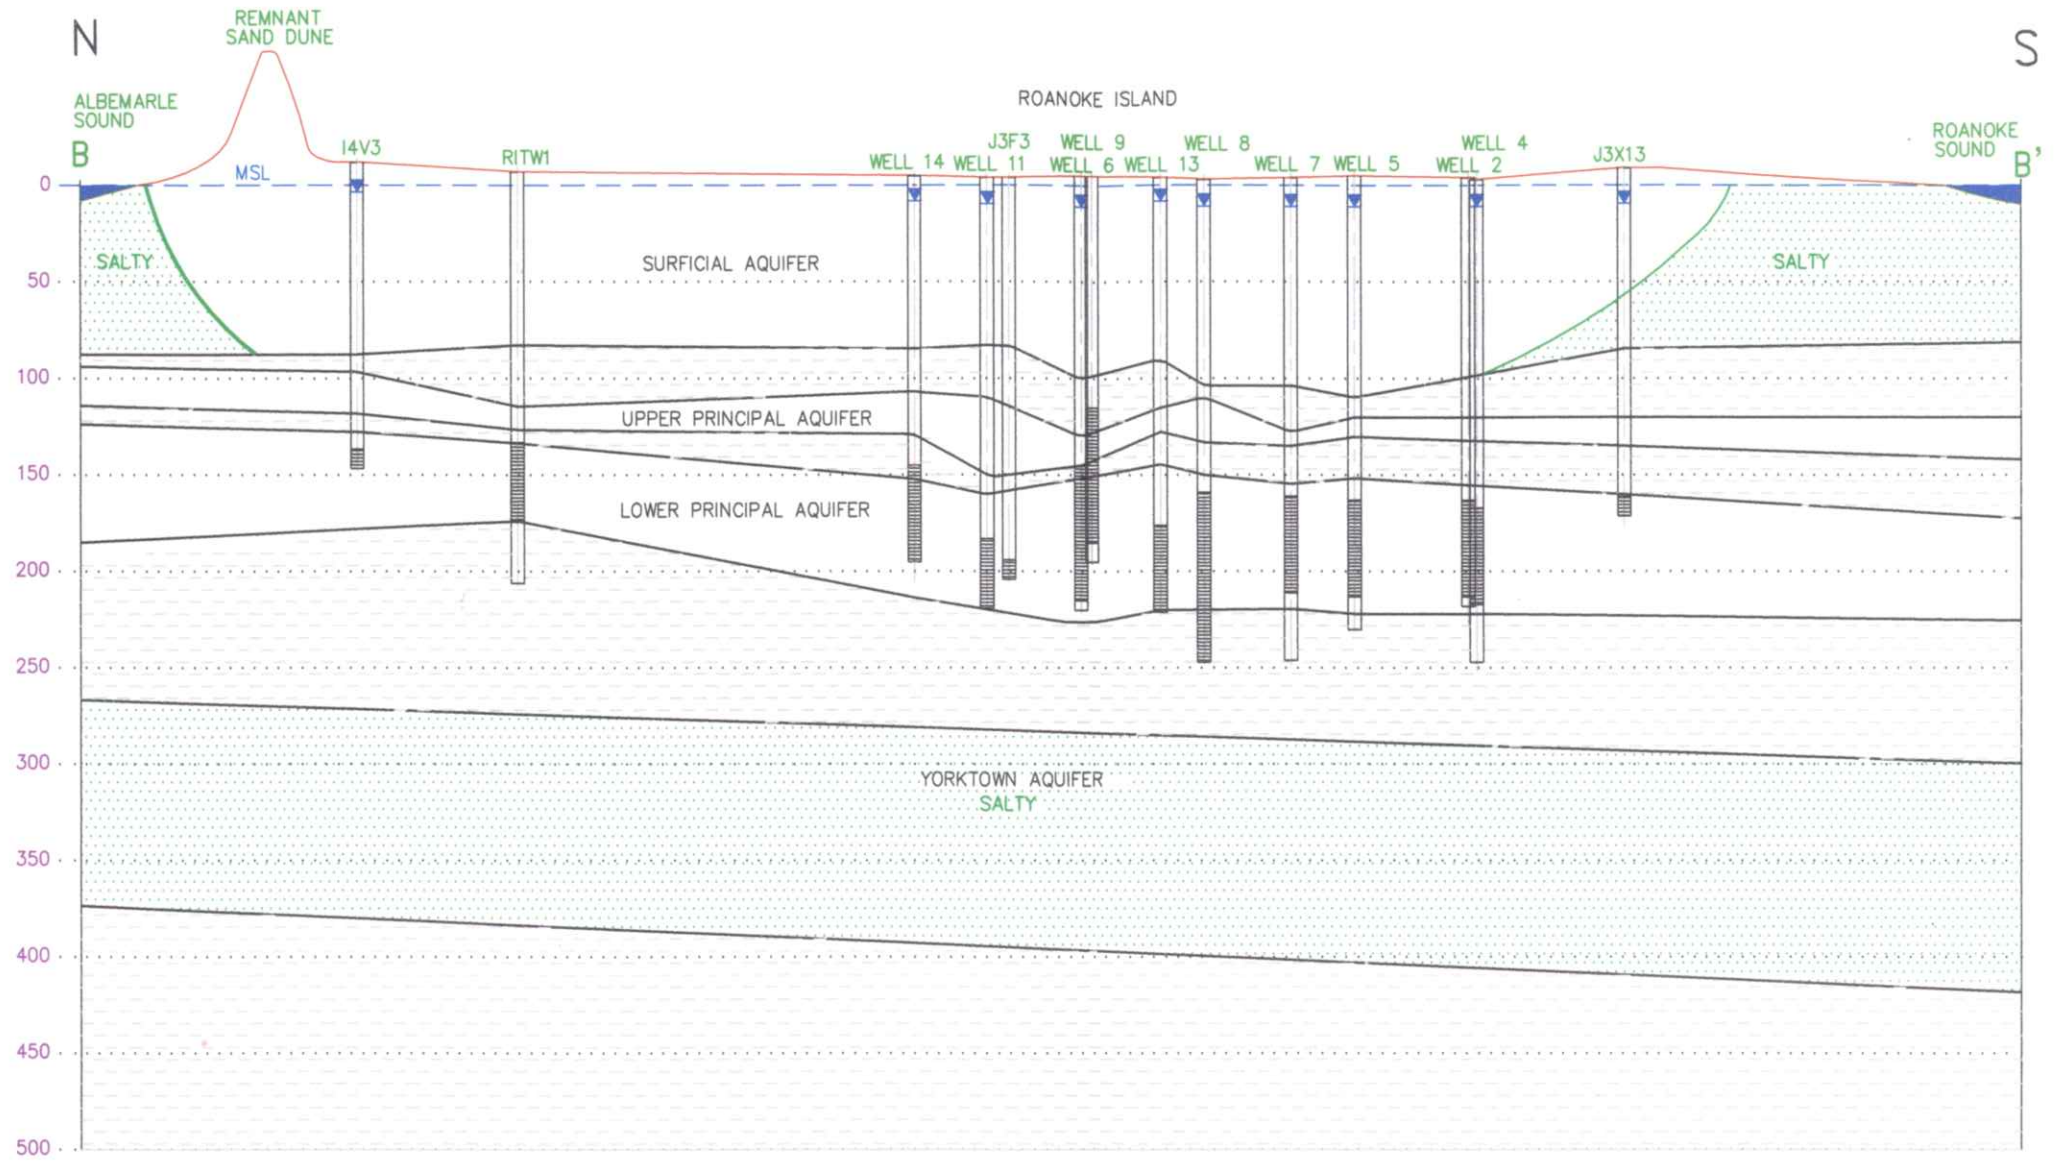 N
REMNANT
SAND DUNE
S
ALBEMARLE
SOUND
B
ROANOKE ISLAND
I4V3
RITW1
WELL 14
WELL 11
J3F3
WELL 9
WELL 6
WELL 13
WELL 8
WELL 7
WELL 5
WELL 4
WELL 2
J3X13
ROANOKE
SOUND
B'
MSL
0
SALTY
SURFICIAL AQUIFER
SALTY
50
100
UPPER PRINCIPAL AQUIFER
150
LOWER PRINCIPAL AQUIFER
200
250
300
YORKTOWN AQUIFER
SALTY
350
400
450
500